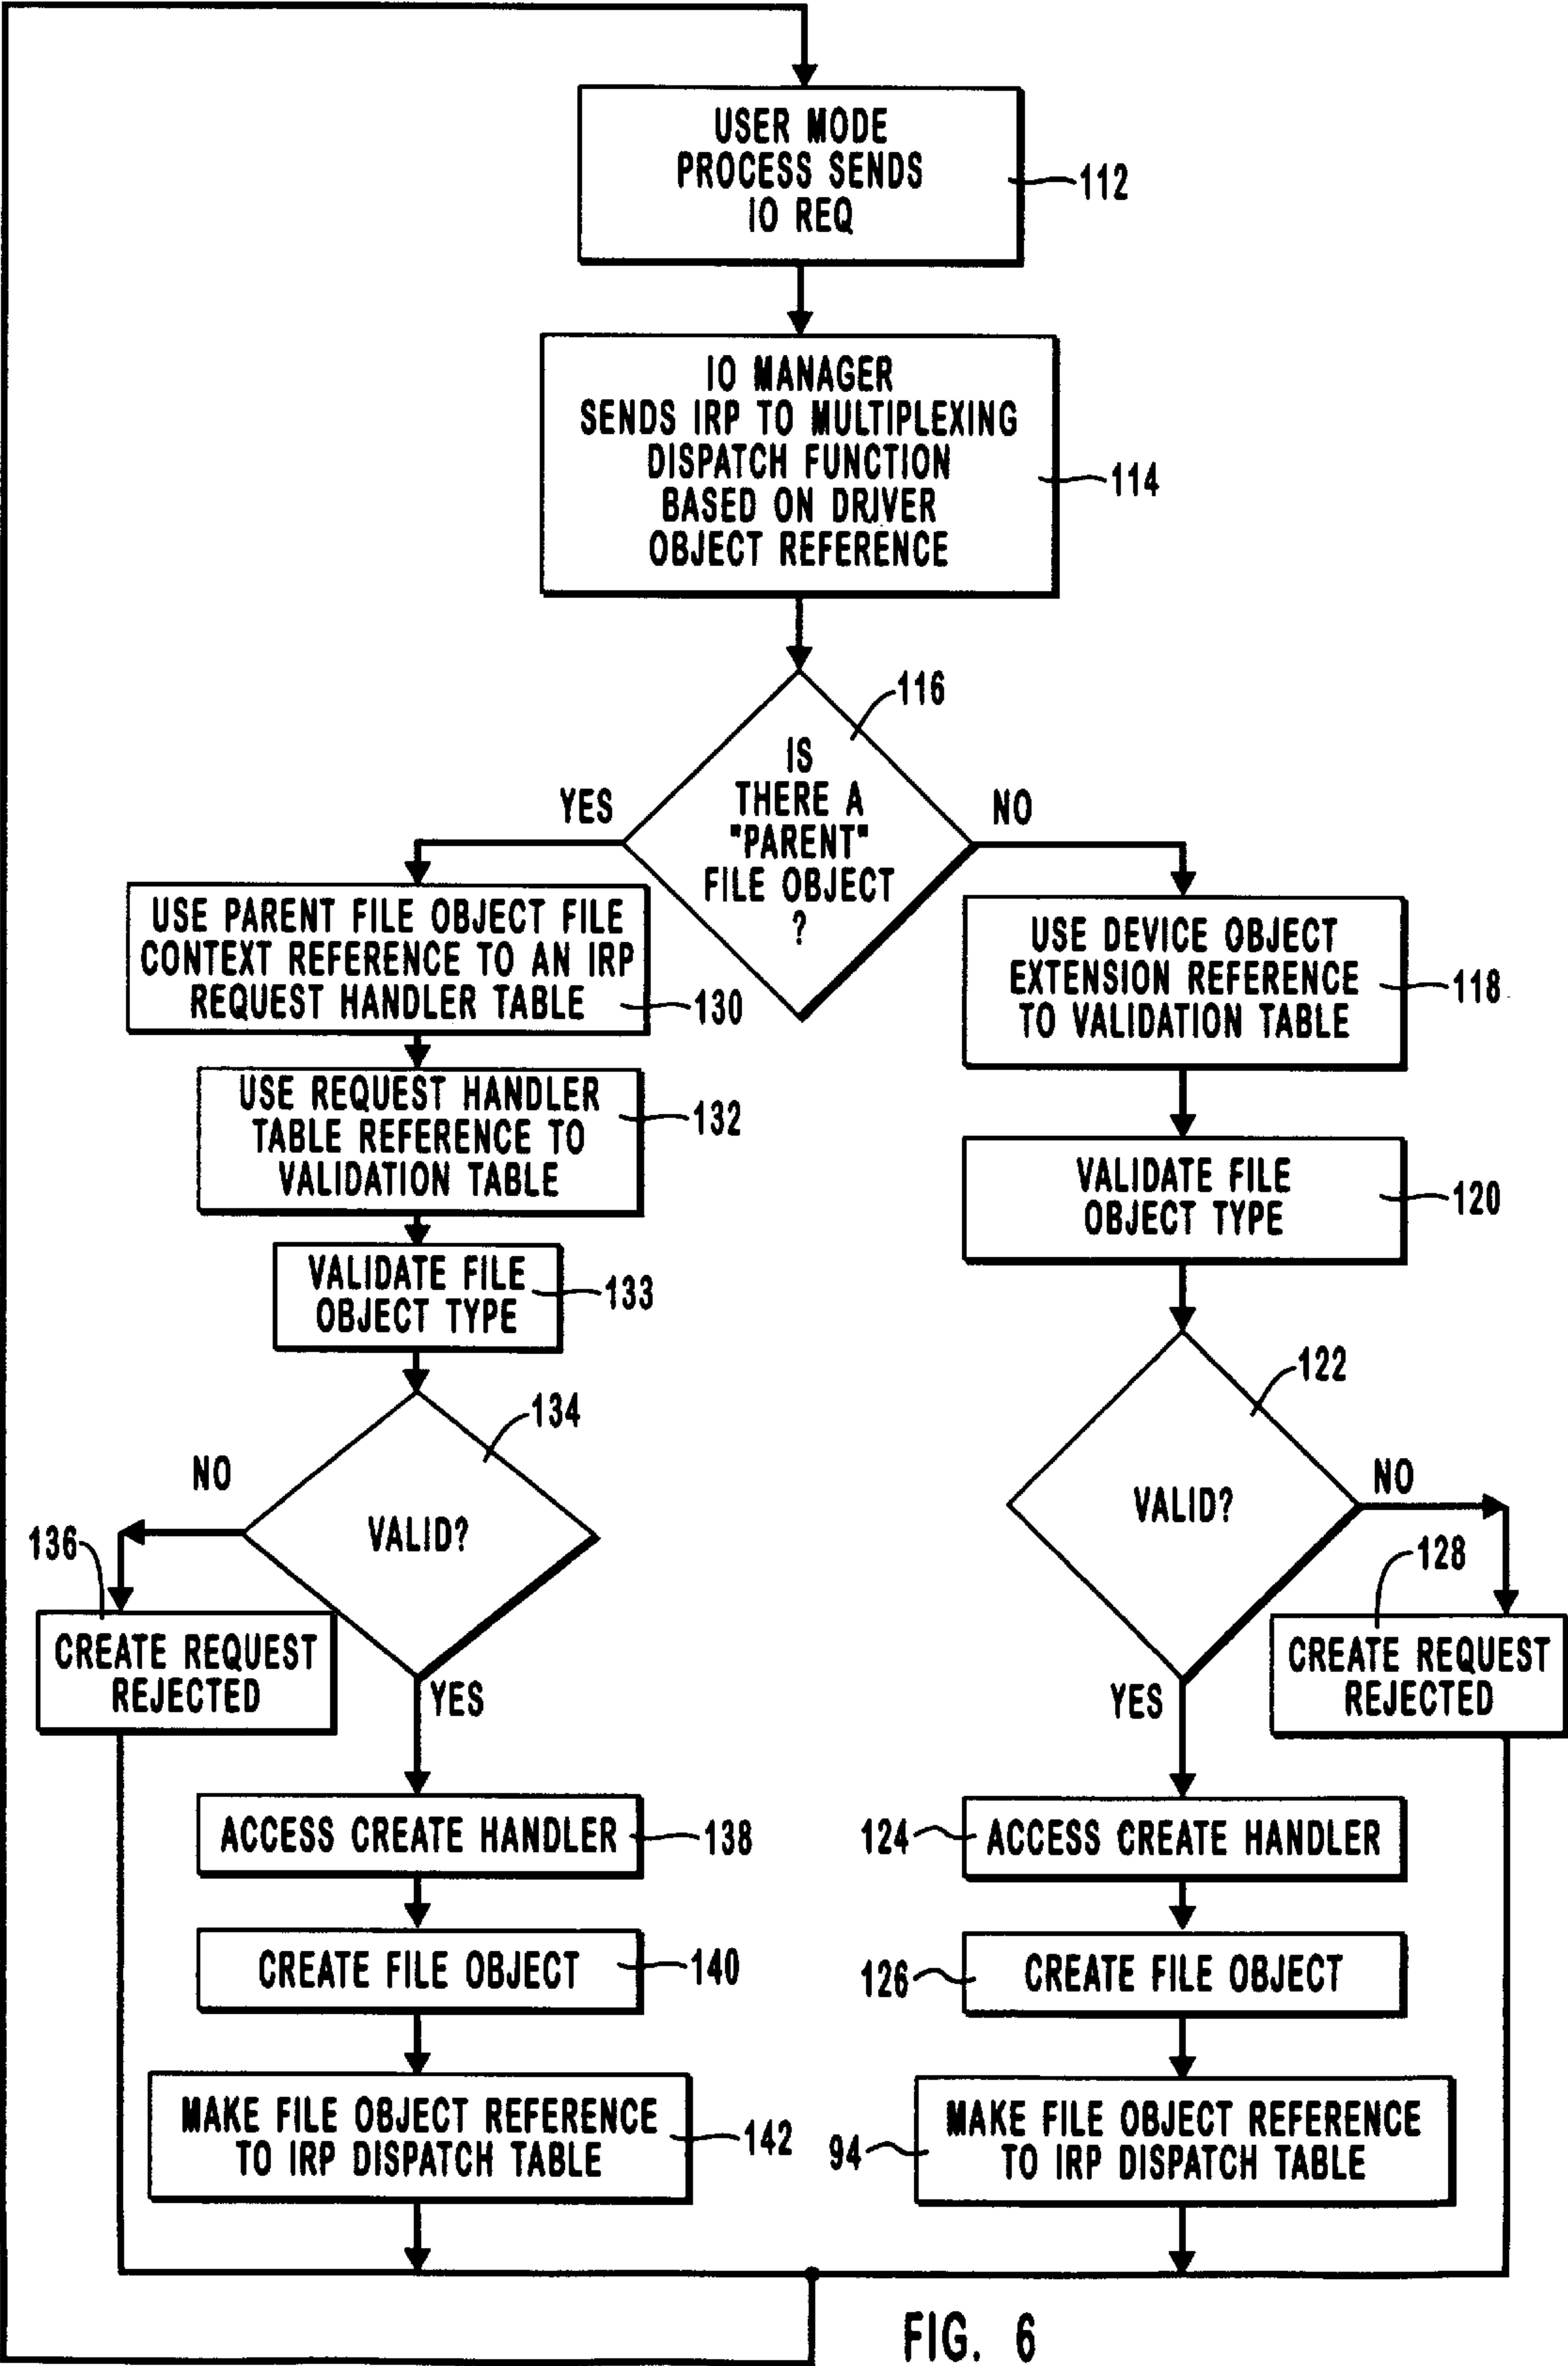 USER MODE
PROCESS SENDS
IO REQ
112
IO MANAGER
SENDS IRP TO MULTIPLEXING
DISPATCH FUNCTION
BASED ON DRIVER
OBJECT REFERENCE
114
116
IS
THERE A
"PARENT"
FILE OBJECT
?
YES
NO
USE PARENT FILE OBJECT FILE
CONTEXT REFERENCE TO AN IRP
REQUEST HANDLER TABLE
130
USE REQUEST HANDLER
TABLE REFERENCE TO
VALIDATION TABLE
132
VALIDATE FILE
OBJECT TYPE
133
134
VALID?
NO
136
CREATE REQUEST
REJECTED
YES
ACCESS CREATE HANDLER
138
CREATE FILE OBJECT
140
MAKE FILE OBJECT REFERENCE
TO IRP DISPATCH TABLE
142
USE DEVICE OBJECT
EXTENSION REFERENCE
TO VALIDATION TABLE
118
VALIDATE FILE
OBJECT TYPE
120
122
VALID?
NO
128
CREATE REQUEST
REJECTED
YES
124
ACCESS CREATE HANDLER
126
CREATE FILE OBJECT
94
MAKE FILE OBJECT REFERENCE
TO IRP DISPATCH TABLE
FIG. 6